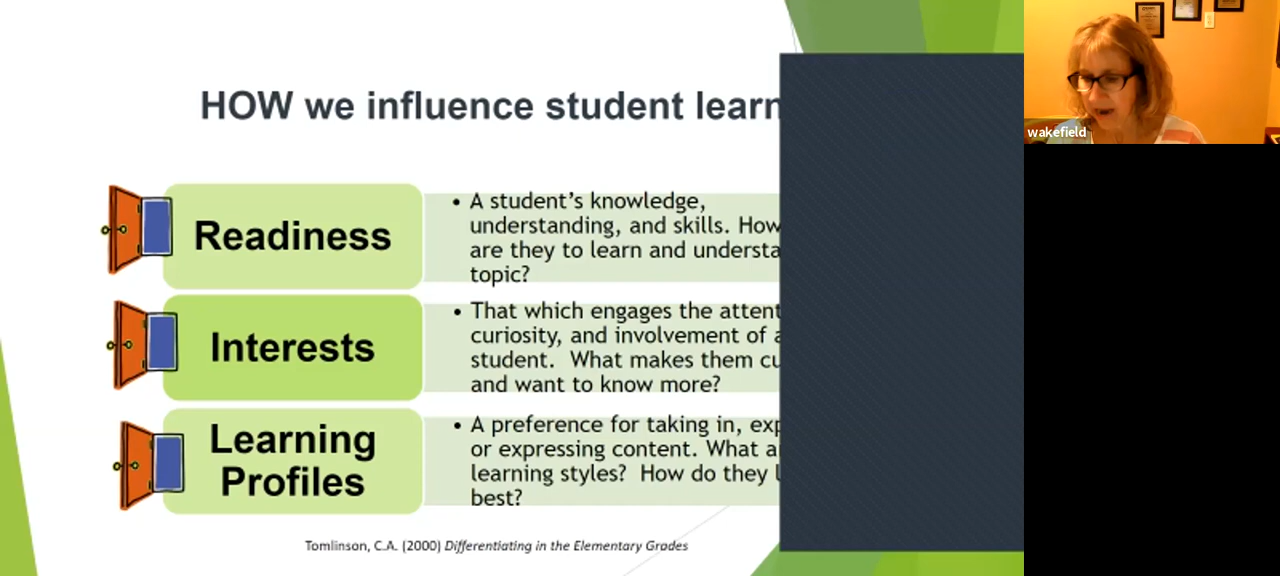 HOW we influence student learn
Readiness
• A student’s knowledge,
understanding, and skills. How
are they to learn and understa
topic?
Interests
• That which engages the attent
curiosity, and involvement of a
student.  What makes them cu
and want to know more?
Learning
Profiles
• A preference for taking in, exp
or expressing content. What a
learning styles?  How do they l
best?
Tomlinson, C.A. (2000) Differentiating in the Elementary Grades
wakefield